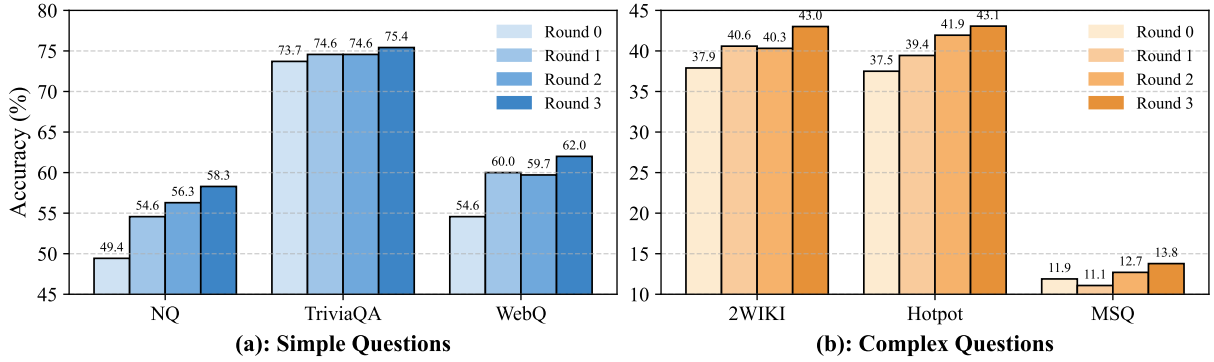 80
75
70
65
60
55
50
45
Accuracy (%)
49.4
54.6
56.3
58.3
73.7
74.6
74.6
75.4
54.6
60.0
59.7
62.0
Round 0
Round 1
Round 2
Round 3
NQ
TriviaQA
WebQ
(a): Simple Questions
45
40
35
30
25
20
15
10
37.9
40.6
40.3
43.0
37.5
39.4
41.9
43.1
11.9
11.1
12.7
13.8
Round 0
Round 1
Round 2
Round 3
2WIKI
Hotpot
MSQ
(b): Complex Questions